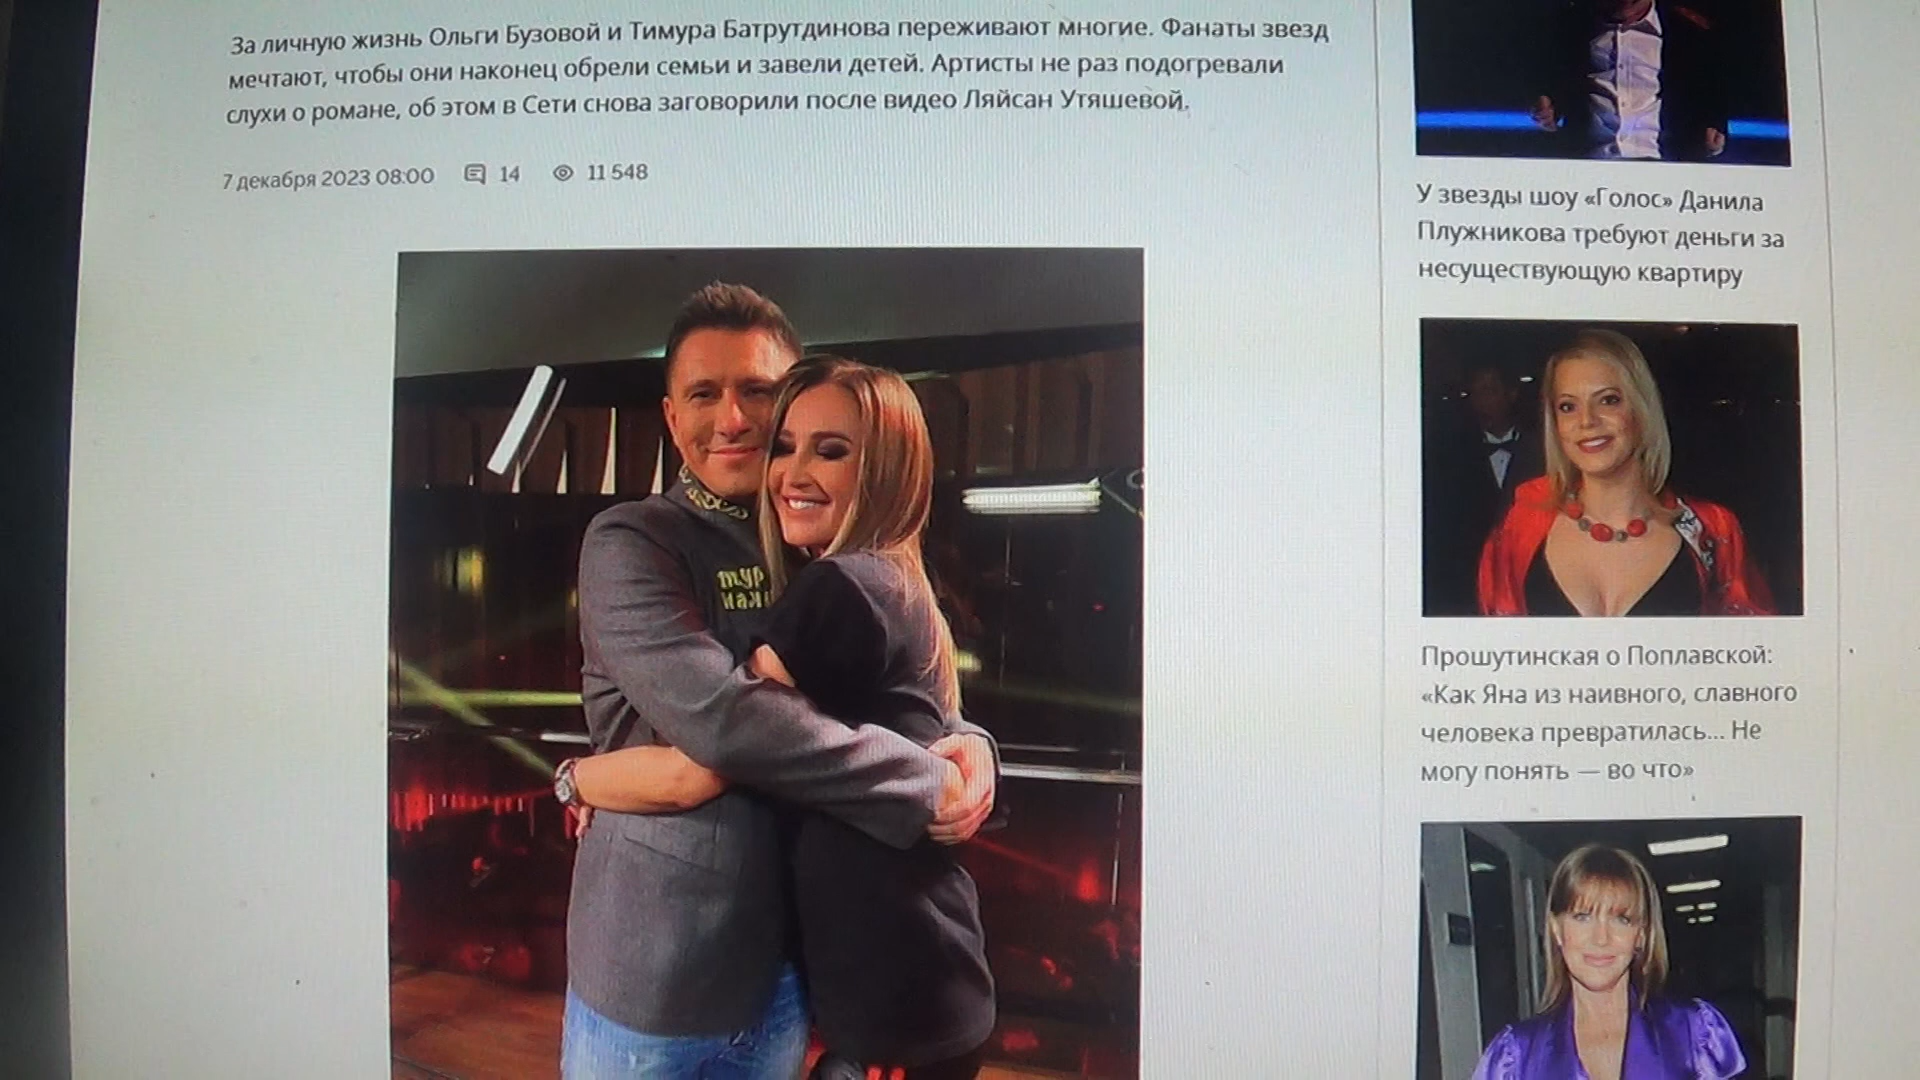 За личную жизнь Ольги Бузовой и Тимура Батрутдинова переживают многие. Фанаты звезд
мечтают, чтобы они наконец обрели семьи и завели детей. Артисты не раз подогревали
слухи о романе, об этом в Сети снова заговорили после видео Ляйсан Утяшевой.
7 декабря 2023 08:00 14 11 548
У звезды шоу «Голос» Данила
Плужникова требуют деньги за
несуществующую квартиру
Прошутинская о Поплавской:
«Как Яна из наивного, славного
человека превратилась... Не
могу понять — во что»